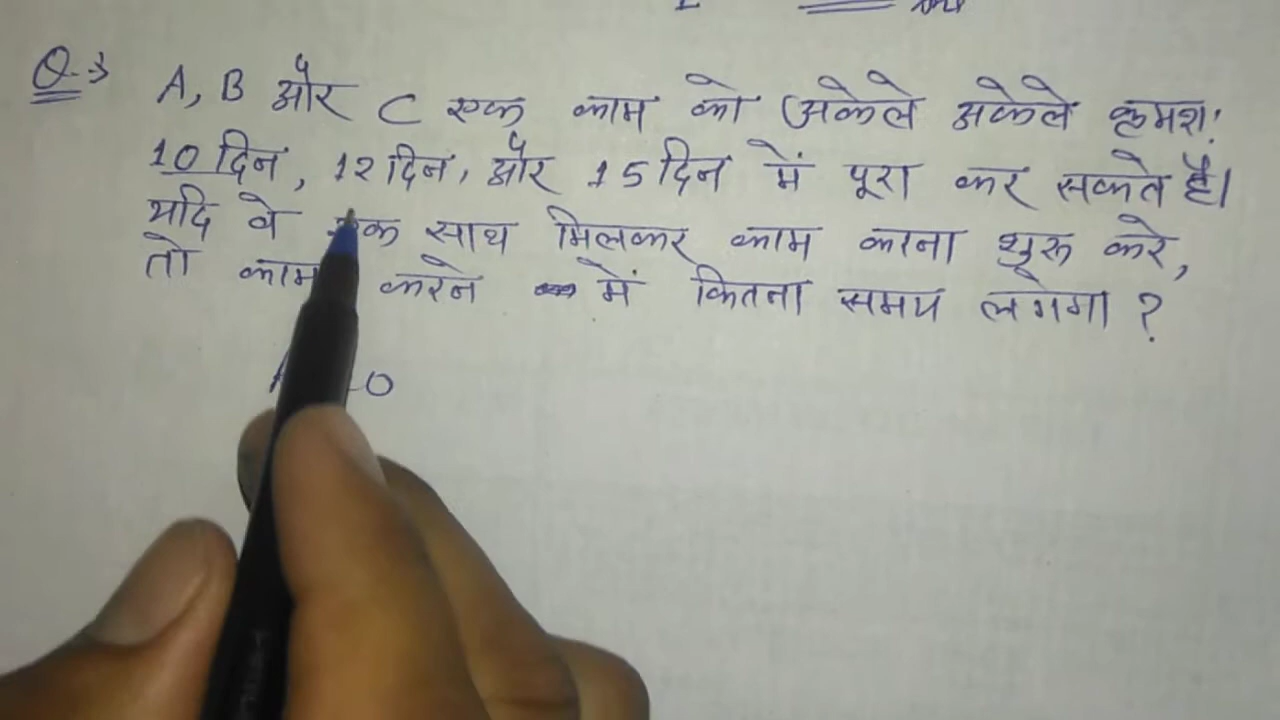 Q→ A, B और C एक काम को अकेले अकेले क्रमश:
10 दिन, 12 दिन, और 15 दिन में पूरा कर सकते हैं।
यदि वे एक साथ मिलकर काम करना शुरू करे,
तो काम करने में कितना समय लगेगा ?